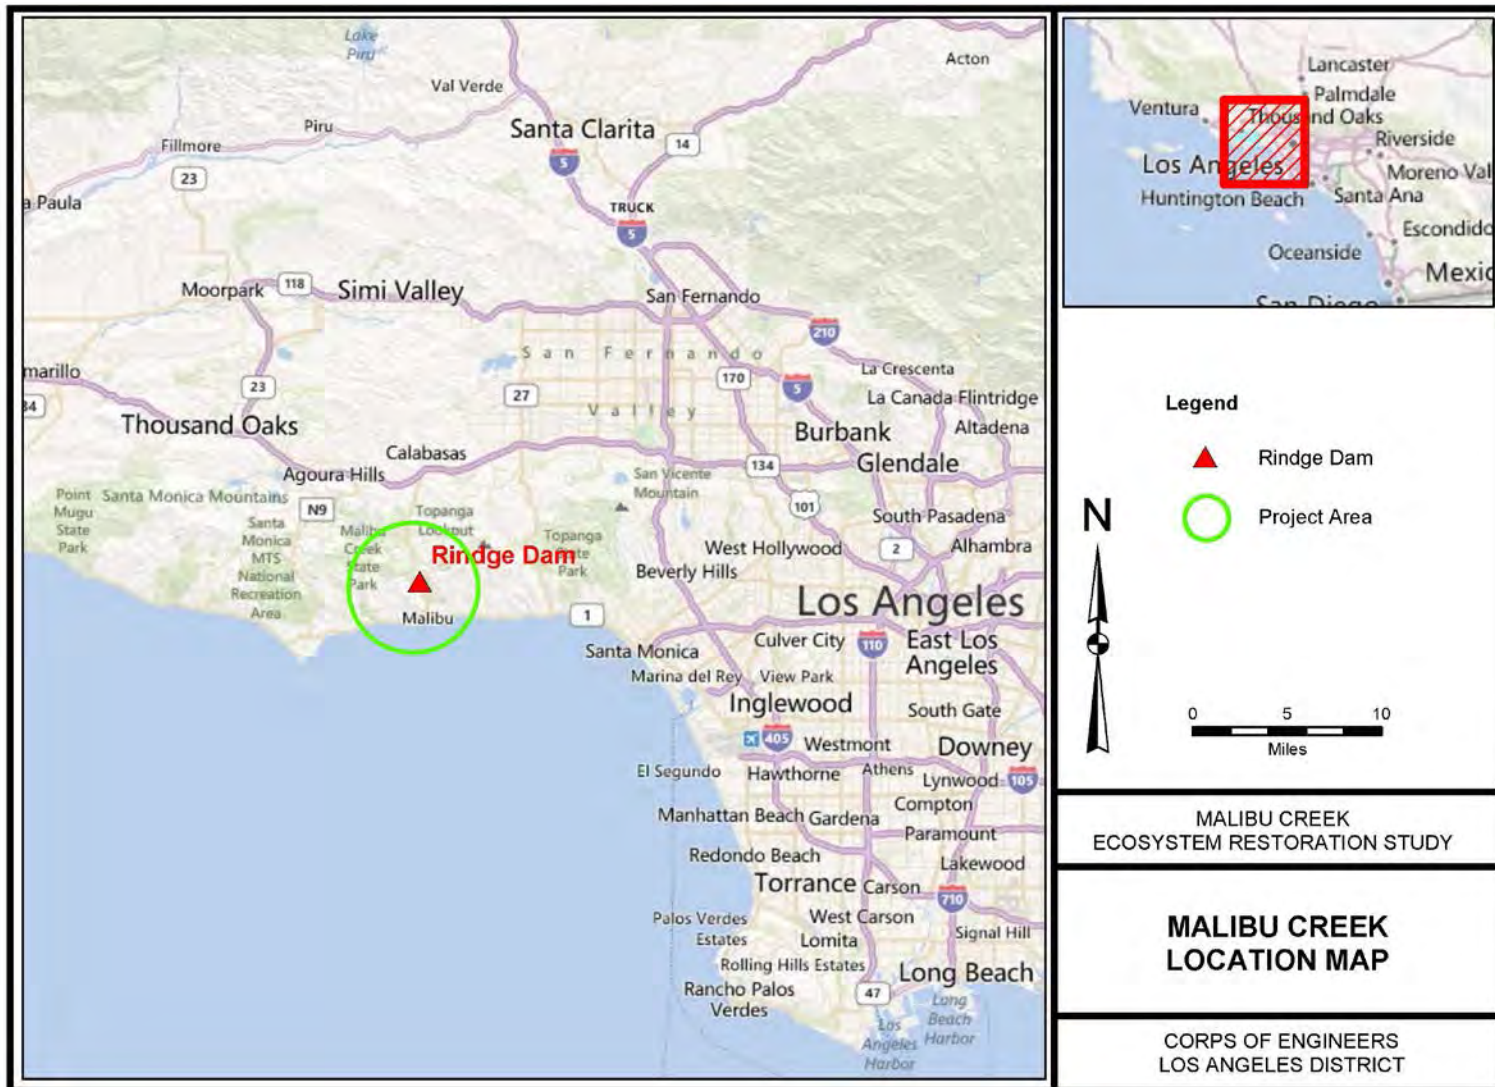 Lake
Piru
Acton
Val Verde
Piru
Santa Clarita
Fillmore
14
5
23
a Paula
TRUCK
5
Moorpark
118
Simi Valley
San Fernando
210
San Fernando
marillo
23
170
5
La Crescenta
34
27
La Canada Flintridge
Valley
Thousand Oaks
Burbank
Altadena
Calabasas
Agoura Hills
134
Glendale
San Vicente
Mountain
Point
Mugu
State
Park
Santa Monica Mountains
N9
101
Santa
Monica
MTS
National
Recreation
Area
Malibu
Creek
State
Park
Topanga
Lookout
Topanga
State
Park
South Pasadena
West Hollywood
2
Alhambra
Rindge Dam
Beverly Hills
Malibu
1
Los Angeles
Santa Monica
Culver City
110
East Los
Angeles
Marina del Rey
View Park
Inglewood
South Gate
405
Westmont
Downey
El Segundo
Hawthorne
Athens
Lynwood
105
Compton
Manhattan Beach
Gardena
Paramount
Redondo Beach
Lakewood
Torrance
Carson
710
Palos Verdes
Estates
West Carson
Signal Hill
Lomita
Rolling Hills Estates
Long Beach
Rancho Palos
Verdes
47
Long
Beach
Harbor
Los
Angeles
Harbor
Lancaster
Palmdale
Ventura
Thousand Oaks
Riverside
Los Angeles
Moreno Val
Huntington Beach
Santa Ana
Escondido
Oceanside
Mexic
San Diego
Legend
Rindge Dam
Project Area
N
0 5 10
Miles
MALIBU CREEK
ECOSYSTEM RESTORATION STUDY
MALIBU CREEK
LOCATION MAP
CORPS OF ENGINEERS
LOS ANGELES DISTRICT